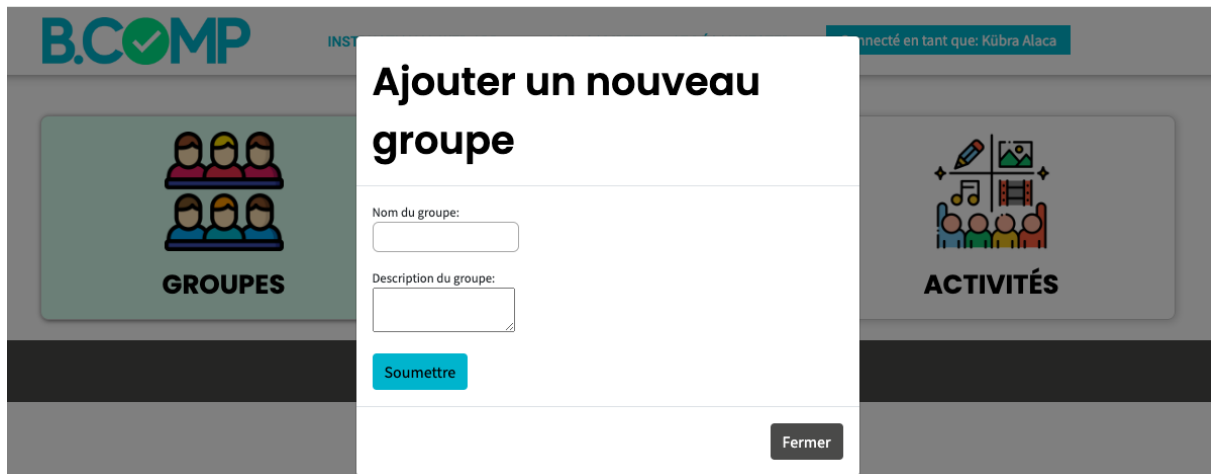 B.COMP
INST
Connecté en tant que: Kübra Alaca
Ajouter un nouveau
groupe
Nom du groupe:
Description du groupe:
Soumettre
Fermer
GROUPES
ACTIVITÉS